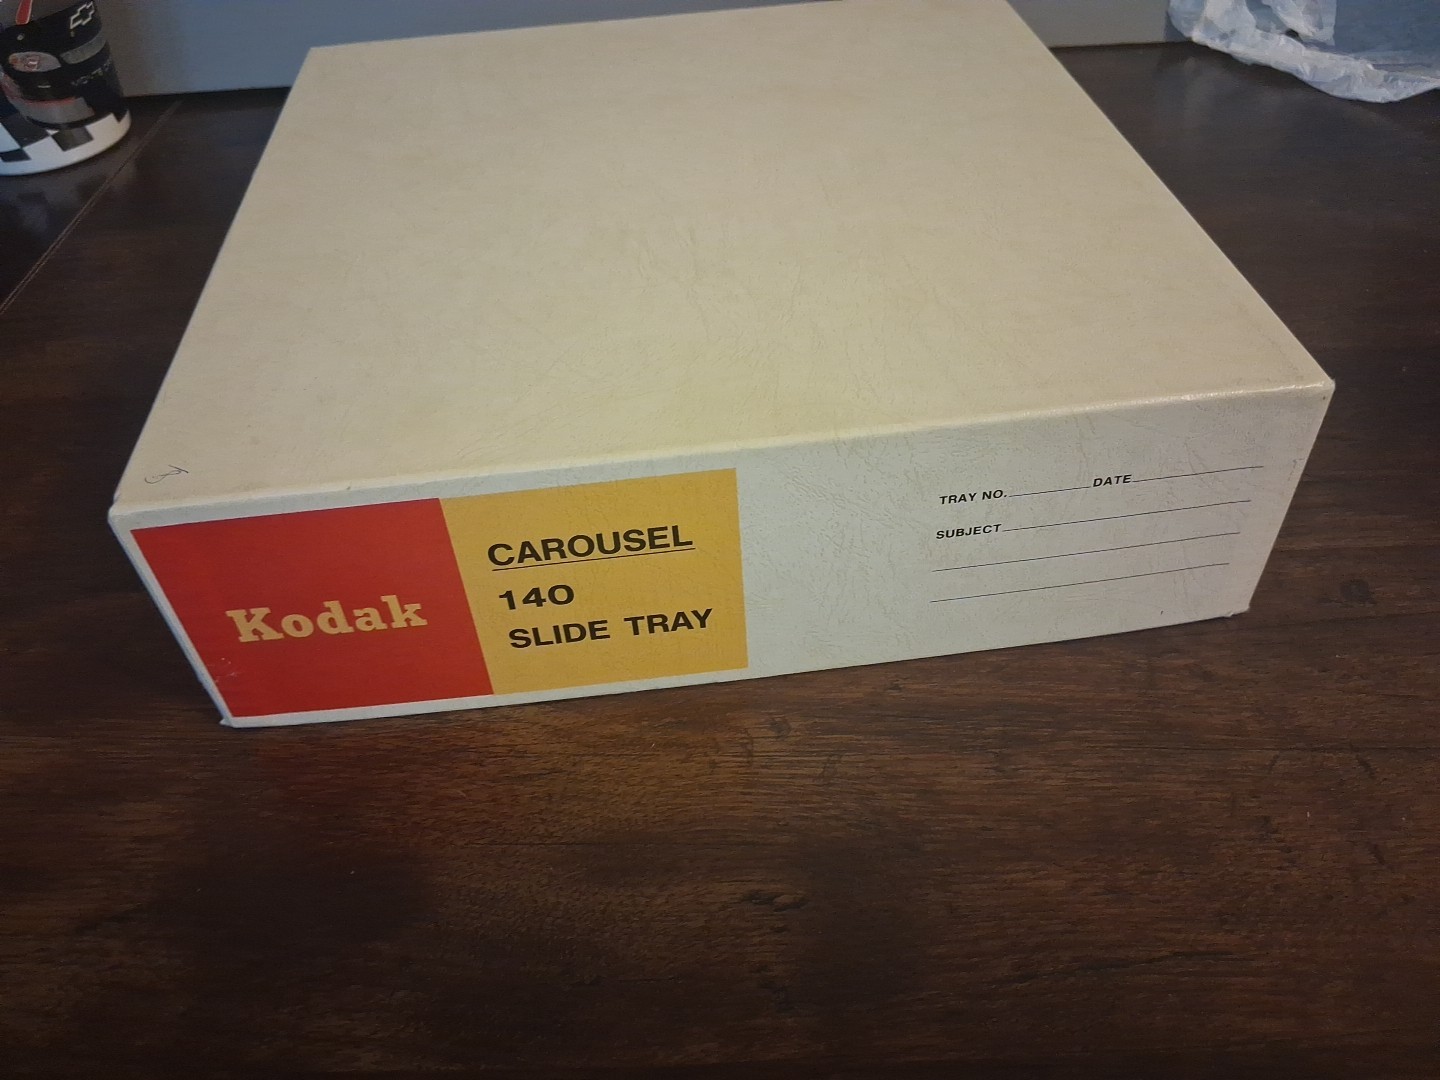 Kodak
CAROUSEL
140
SLIDE TRAY
TRAY NO. DATE
SUBJECT